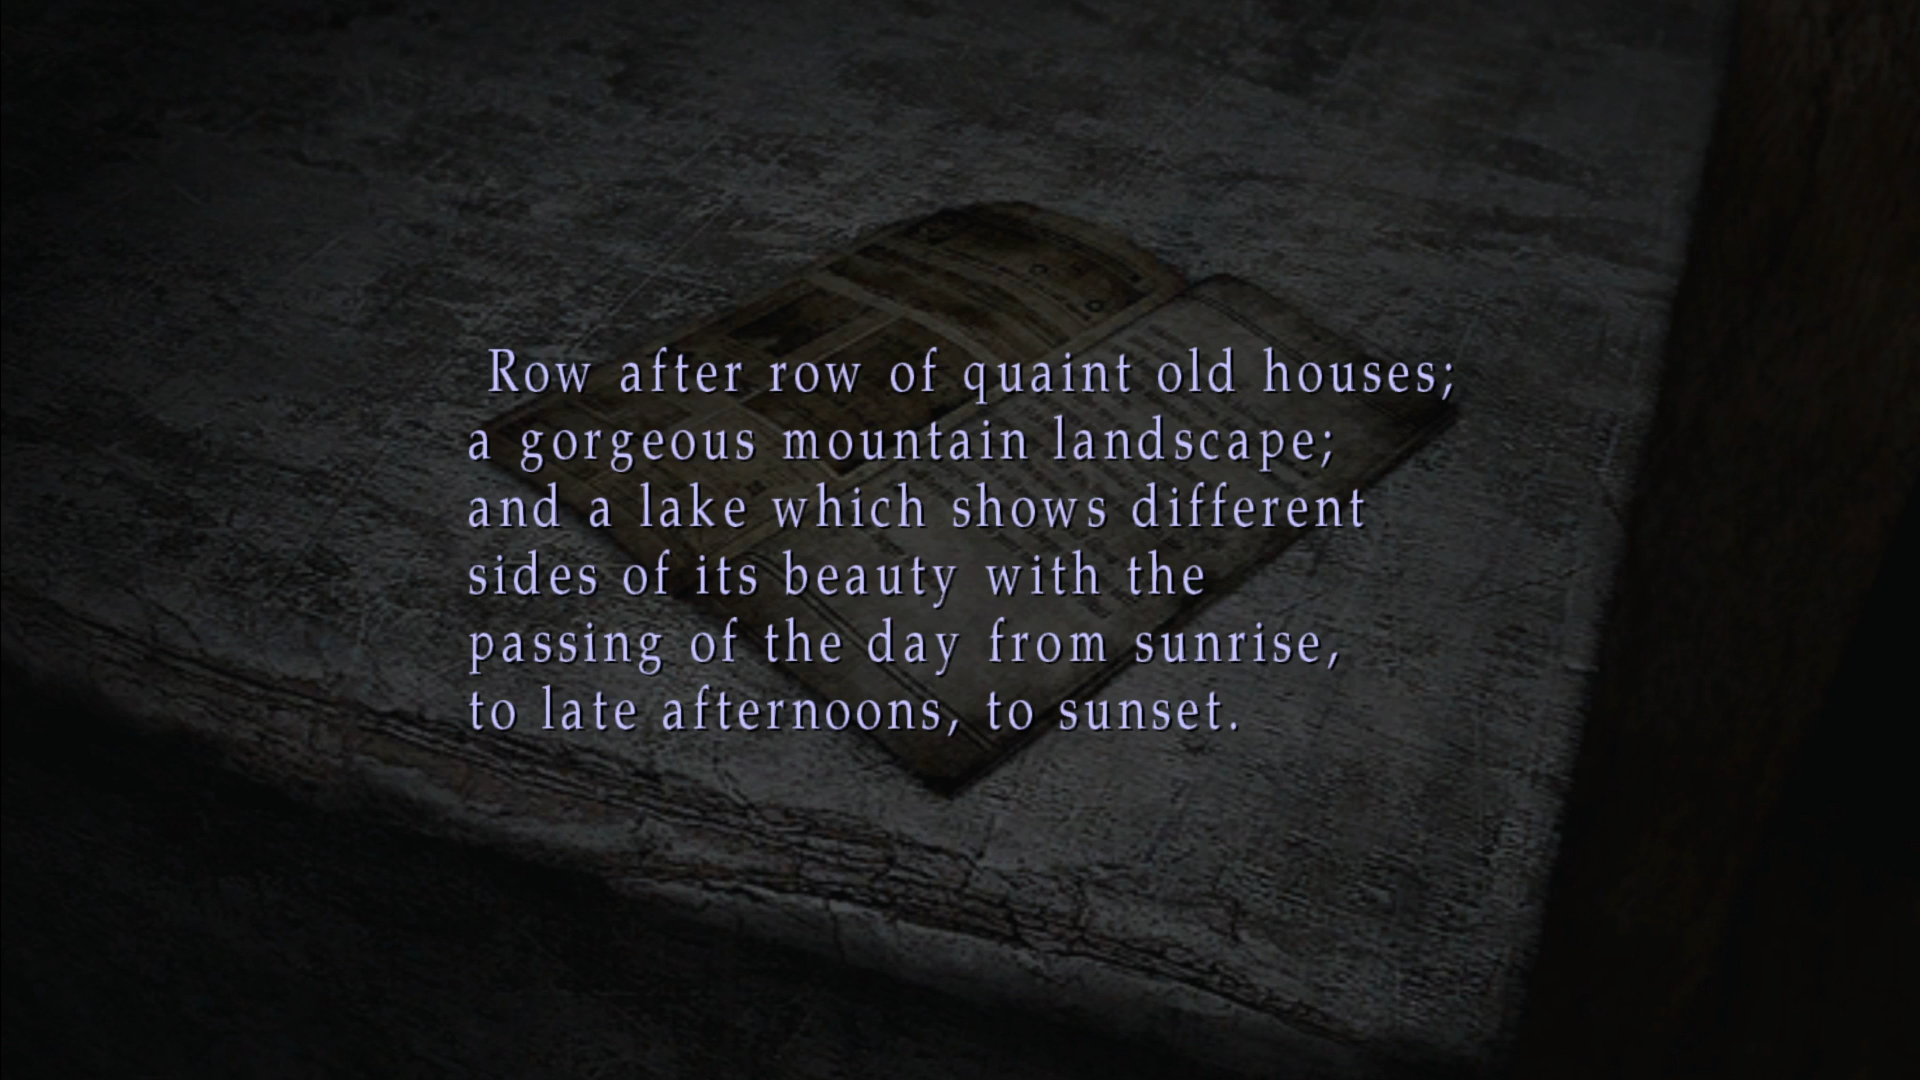 Row after row of quaint old houses;
a gorgeous mountain landscape;
and a lake which shows different
sides of its beauty with the
passing of the day from sunrise,
to late afternoons, to sunset.